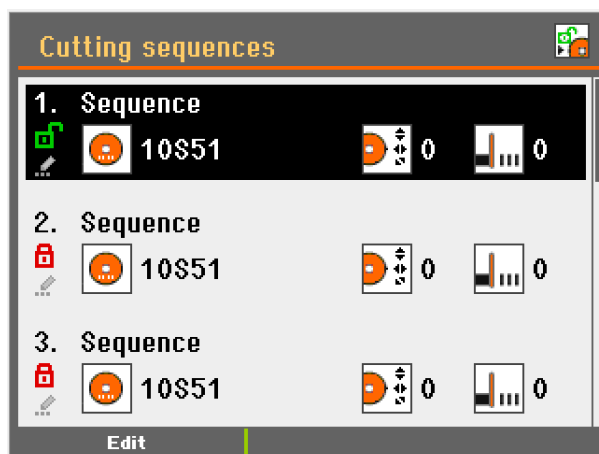 Cutting sequences
1. Sequence
10S51 0 0
2. Sequence
10S51 0 0
3. Sequence
10S51 0 0
Edit